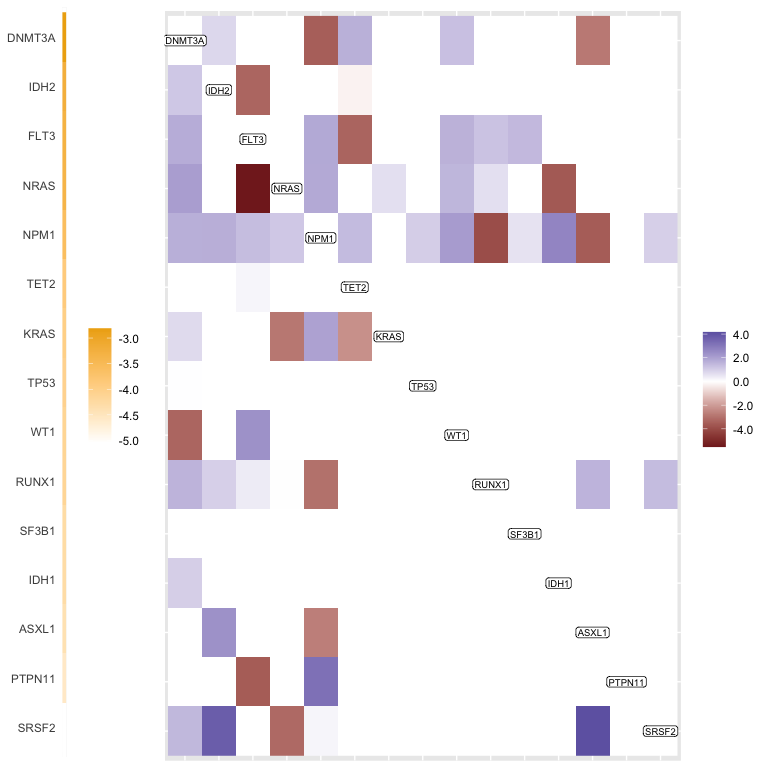 DNMT3A
DNMT3A
IDH2
IDH2
FLT3
FLT3
NRAS
NRAS
NPM1
NPM1
TET2
TET2
KRAS
KRAS
-3.0
-3.5
-4.0
-4.5
-5.0
4.0
2.0
0.0
-2.0
-4.0
TP53
TP53
WT1
WT1
RUNX1
RUNX1
SF3B1
SF3B1
IDH1
IDH1
ASXL1
ASXL1
PTPN11
PTPN11
SRSF2
SRSF2